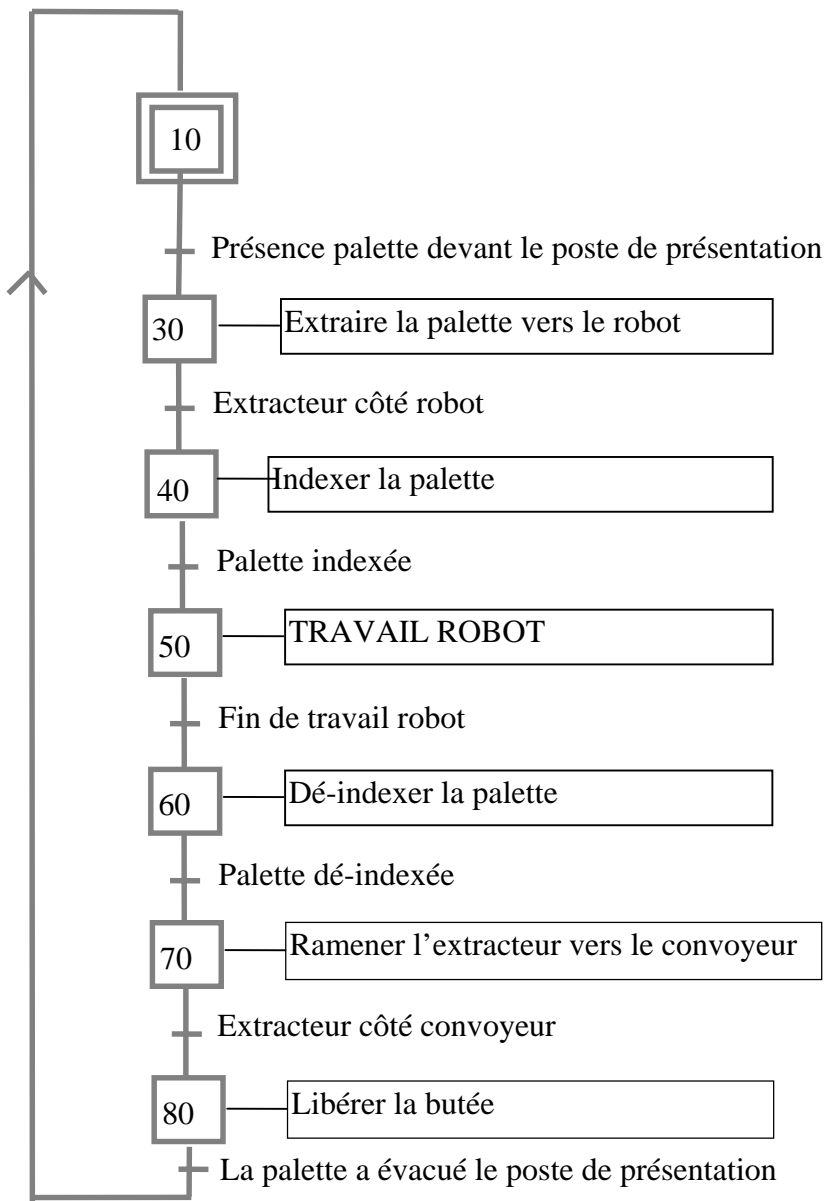 10
Présence palette devant le poste de présentation
30
Extraire la palette vers le robot
Extracteur côté robot
40
Indexer la palette
Palette indexée
50
TRAVAIL ROBOT
Fin de travail robot
60
Dé-indexer la palette
Palette dé-indexée
70
Ramener l’extracteur vers le convoyeur
Extracteur côté convoyeur
80
Libérer la butée
La palette a évacué le poste de présentation